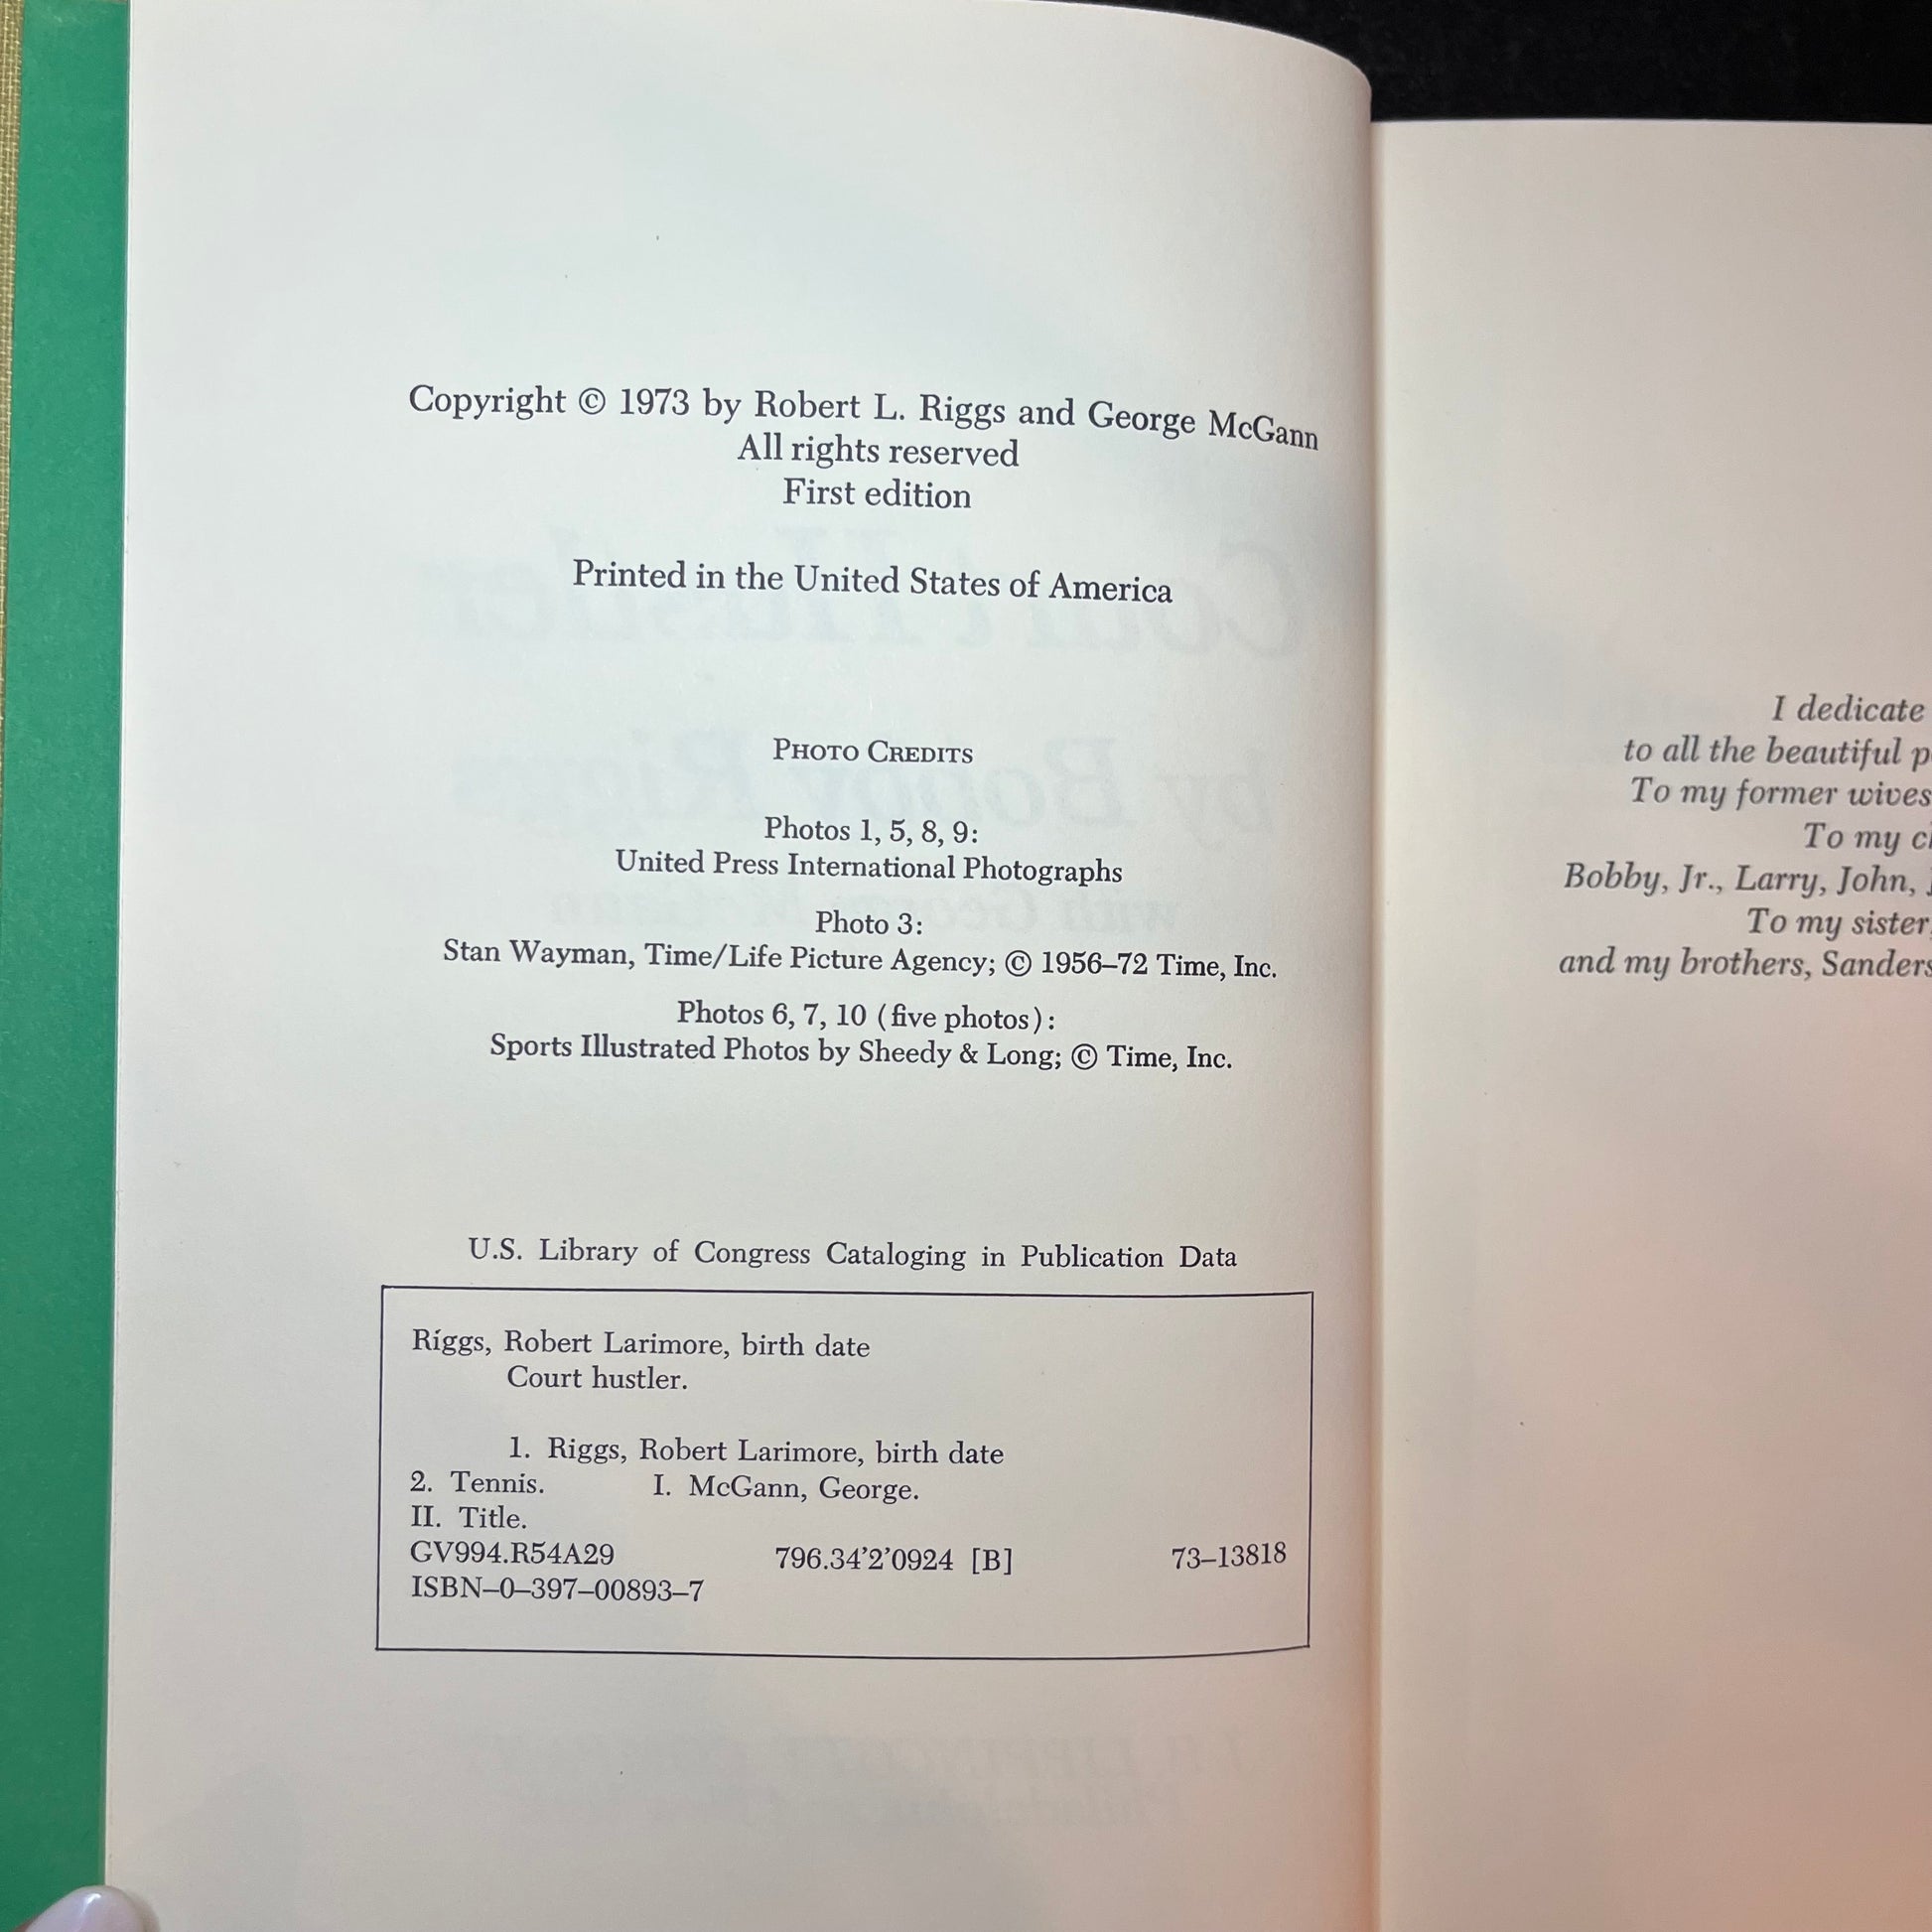 Copyright © 1973 by Robert L. Riggs and George McGann
All rights reserved
First edition
Printed in the United States of America
PHOTO CREDITS
Photos 1, 5, 8, 9:
United Press International Photographs
Photo 3:
Stan Wayman, Time/Life Picture Agency; © 1956–72 Time, Inc.
Photos 6, 7, 10 (five photos):
Sports Illustrated Photos by Sheedy & Long; © Time, Inc.
U.S. Library of Congress Cataloging in Publication Data
Riggs, Robert Larimore, birth date
Court hustler.
1. Riggs, Robert Larimore, birth date
2. Tennis. I. McGann, George.
II. Title.
GV994.R54A29 796.34’2’0924 [B] 73–13818
ISBN–0–397–00893–7
I dedicate
to all the beautiful
To my former wives
To my
Bobby, Jr., Larry, John,
To my sister
and my brothers, Sanders